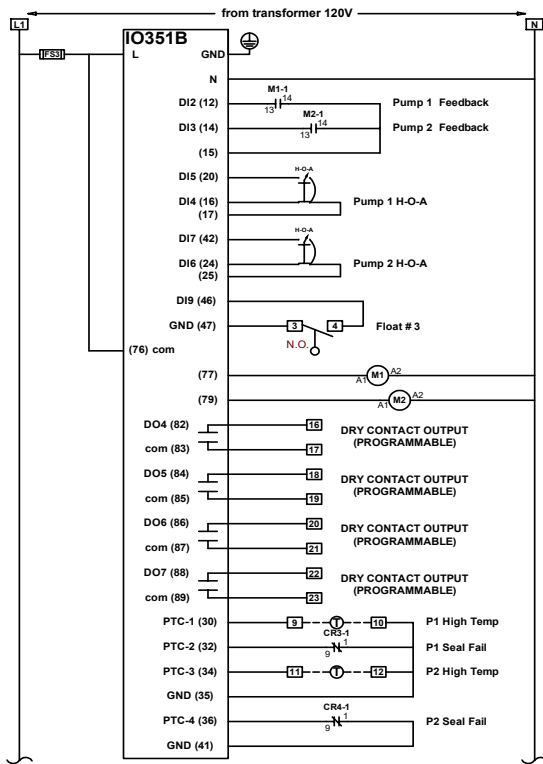 from transformer 120V
L1
N
IO351B
FS3
L
GND
N
M1-1
DI2 (12)
13
14
Pump 1 Feedback
M2-1
DI3 (14)
13
14
Pump 2 Feedback
(15)
DI5 (20)
H-O-A
DI4 (16)
Pump 1 H-O-A
(17)
DI7 (42)
H-O-A
DI6 (24)
Pump 2 H-O-A
(25)
DI9 (46)
GND (47)
3
4
Float # 3
N.O.
(76) com
(77)
A1
M1
A2
(79)
A1
M2
A2
DO4 (82)
16
DRY CONTACT OUTPUT
(PROGRAMMABLE)
com (83)
17
DO5 (84)
18
DRY CONTACT OUTPUT
(PROGRAMMABLE)
com (85)
19
DO6 (86)
20
DRY CONTACT OUTPUT
(PROGRAMMABLE)
com (87)
21
DO7 (88)
22
DRY CONTACT OUTPUT
(PROGRAMMABLE)
com (89)
23
PTC-1 (30)
9
T
10
P1 High Temp
CR3-1
PTC-2 (32)
9
1
P1 Seal Fail
PTC-3 (34)
11
T
12
P2 High Temp
GND (35)
CR4-1
PTC-4 (36)
9
1
P2 Seal Fail
GND (41)